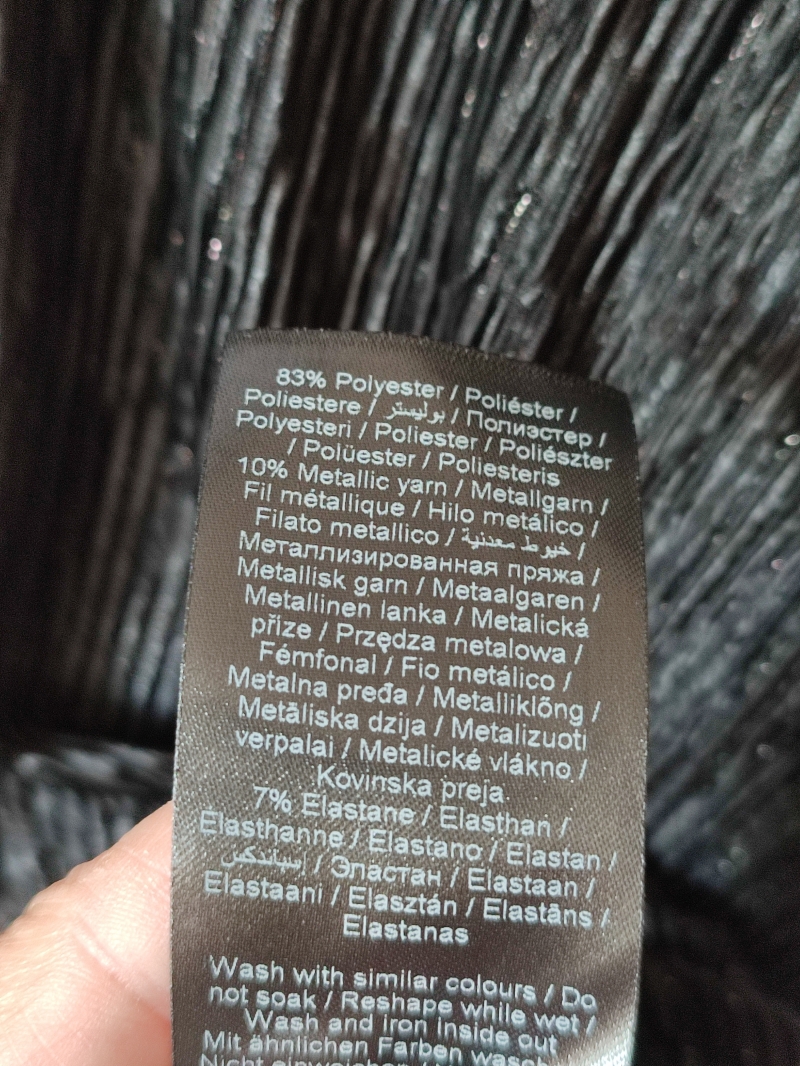 83% Polyester / Poliéster /
Poliestere / بوليستر / Полиэстер /
Polyesteri / Poliester / Poliészter
/ Polüester / Poliesteris
10% Metallic yarn / Metallgarn /
Fil métallique / Hilo metálico /
Filato metallico / خيوط معدنية /
Металлизированная пряжа /
Metallisk garn / Metaalgaren /
Metallinen lanka / Metalická
příze / Przędza metalowa /
Fémfonal / Fio metálico /
Metalna pređa / Metalliklõng /
Metāliska dzija / Metalizuoti
verpalai / Metalické vlákno /
Kovinska preja.
7% Elastane / Elasthan /
Elasthanne / Elastano / Elastan /
إيلاستين / Эластан / Elastaan /
Elastaani / Elasztán / Elastāns /
Elastanas
Wash with similar colours / Do
not soak / Reshape while wet /
Wash and iron inside out
Mit ähnlichen Farben wasch
Nicht einweichen /